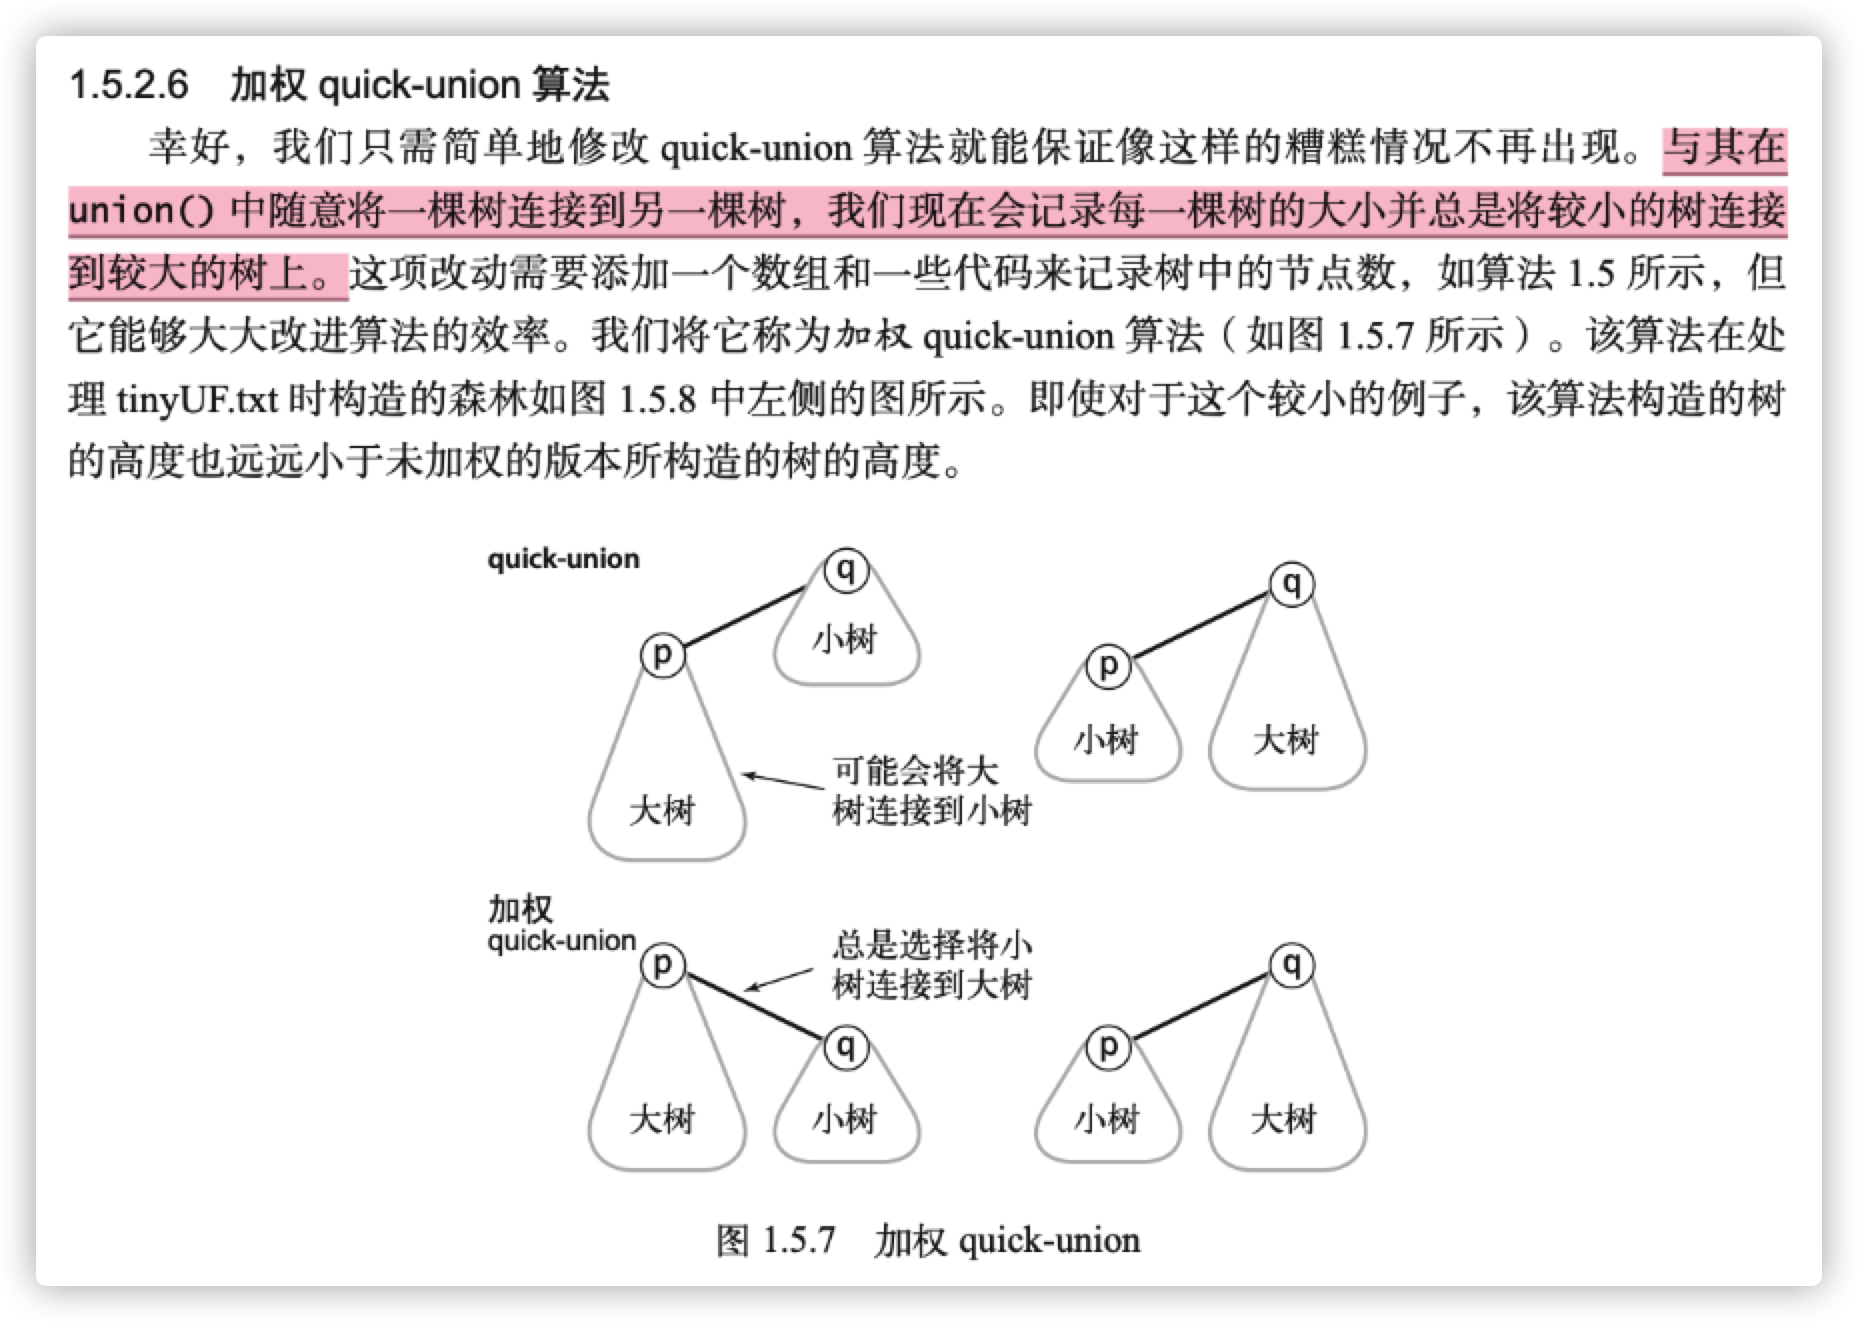 1.5.2.6 加权 quick-union 算法
幸好，我们只需简单地修改 quick-union 算法就能保证像这样的糟糕情况不再出现。与其在
union() 中随意将一棵树连接到另一棵树，我们现在会记录每一棵树的大小并总是将较小的树连接
到较大的树上。这项改动需要添加一个数组和一些代码来记录树中的节点数，如算法 1.5 所示，但
它能够大大改进算法的效率。我们将它称为加权 quick-union 算法（如图 1.5.7 所示）。该算法在处
理 tinyUF.txt 时构造的森林如图 1.5.8 中左侧的图所示。即使对于这个较小的例子，该算法构造的树
的高度也远远小于未加权的版本所构造的树的高度。
quick-union
q
小树
p
大树
可能会将大
树连接到小树
q
p
小树
大树
加权
quick-union
p
总是选择将小
树连接到大树
q
大树
小树
q
p
小树
大树
图 1.5.7 加权 quick-union